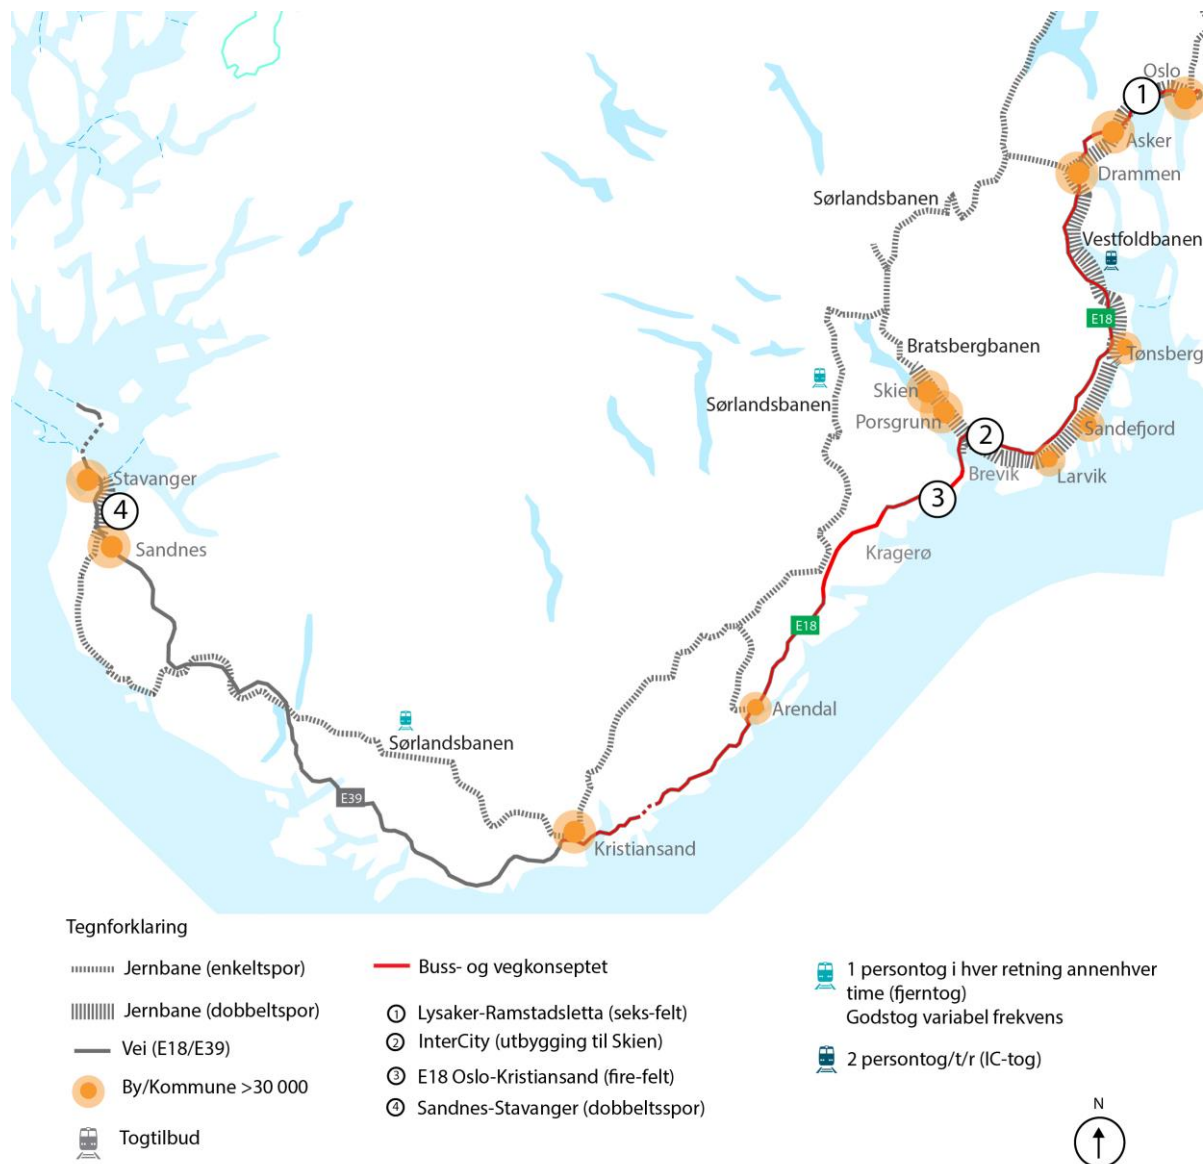 Oslo
1
Asker
Drammen
Sørlandsbanen
Vestfoldbanen
E18
Tønsberg
Bratsbergbanen
Skien
Sørlandsbanen
Porsgrunn
2
Sandefjord
Brevik
Larvik
Stavanger
3
4
Sandnes
Kragerø
E18
Arendal
Sørlandsbanen
E39
Kristiansand
Tegnforklaring
Jernbane (enkeltspor)
Jernbane (dobbeltspor)
Vei (E18/E39)
By/Kommune >30 000
Togtilbud
Buss- og vegkonseptet
1 Lysaker-Ramstadsletta (seks-felt)
2 InterCity (utbygging til Skien)
3 E18 Oslo-Kristiansand (fire-felt)
4 Sandnes-Stavanger (dobbeltsspor)
1 persontog i hver retning annenhver
time (fjerntog)
Godstog variabel frekvens
2 persontog/t/r (IC-tog)
N